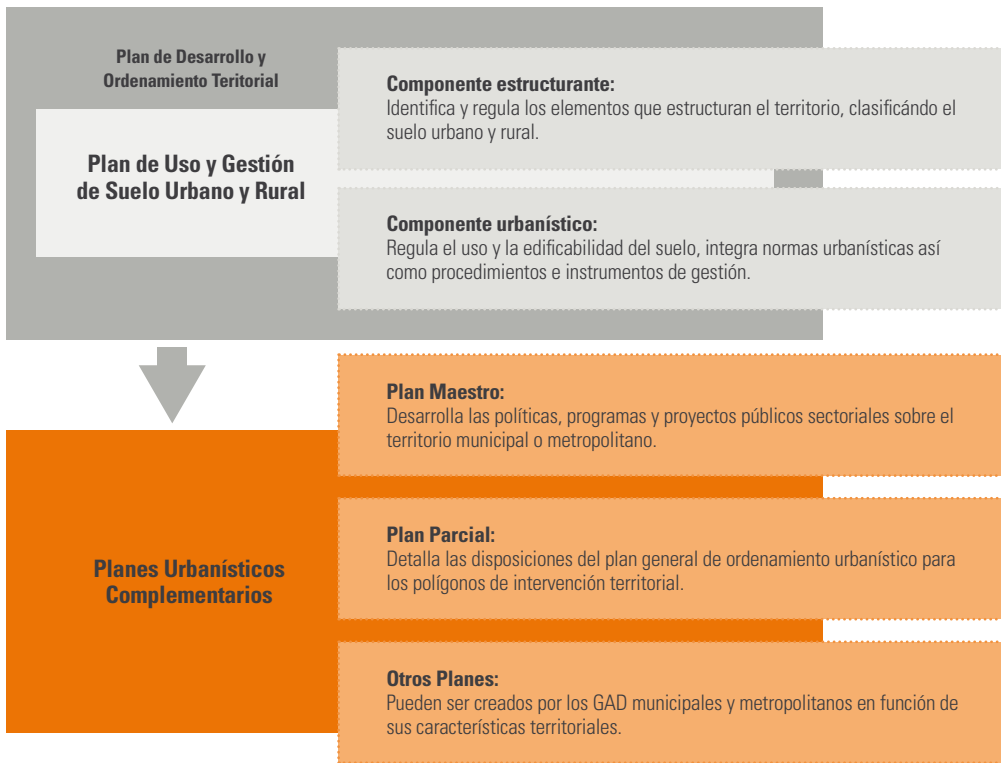 Plan de Desarrollo y
Ordenamiento Teritorial
Plan de Uso y Gestión
de Suelo Urbano y Rural
Componente estructurante:
Identifica y regula los elementos que estructuran el territorio, clasificándo el
suelo urbano y rural.
Componente urbanístico:
Regula el uso y la edificabilidad del suelo, integra normas urbanísticas así
como procedimientos e instrumentos de gestión.
Planes Urbanísticos
Complementarios
Plan Maestro:
Desarrolla las políticas, programas y proyectos públicos sectoriales sobre el
territorio municipal o metropolitano.
Plan Parcial:
Detalla las disposiciones del plan general de ordenamiento urbanístico para
los polígonos de intervención territorial.
Otros Planes:
Pueden ser creados por los GAD municipales y metropolitanos en función de
sus características territoriales.